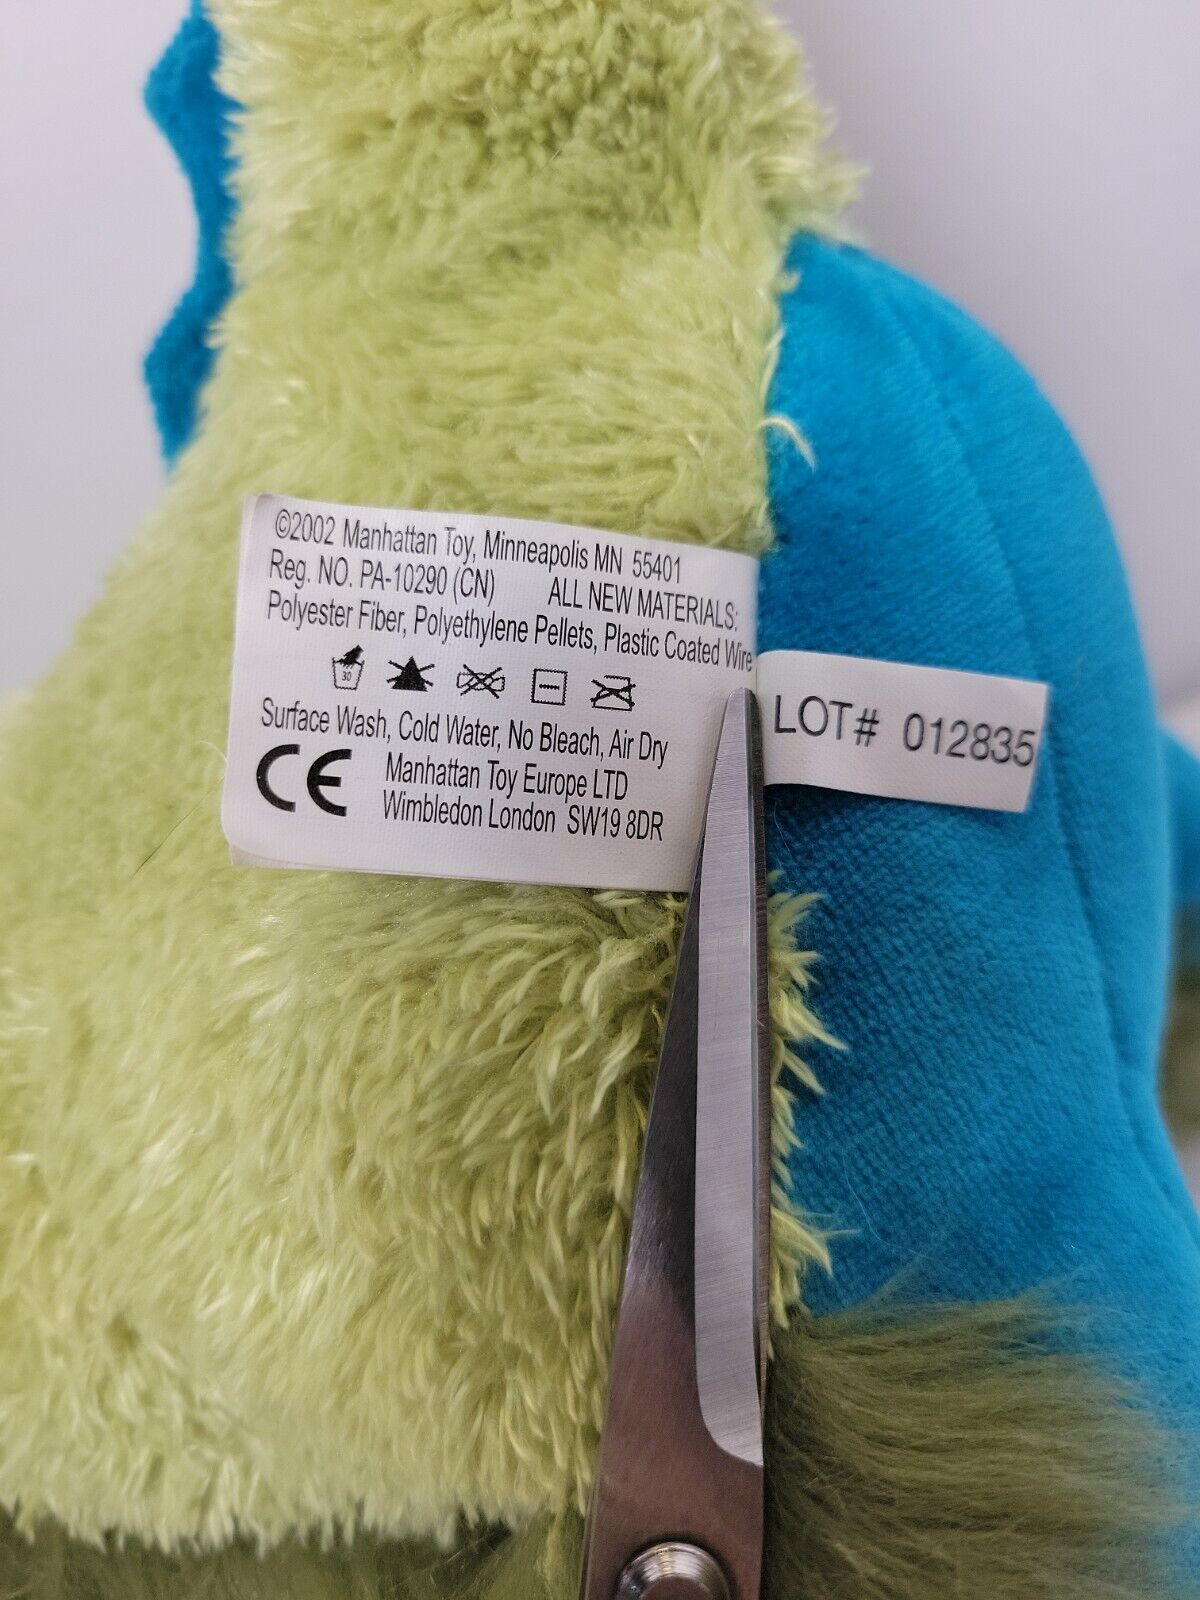 ©2002 Manhattan Toy, Minneapolis MN 55401
Reg. NO. PA-10290 (CN) ALL NEW MATERIALS:
Polyester Fiber, Polyethylene Pellets, Plastic Coated Wire
30
Surface Wash, Cold Water, No Bleach, Air Dry
CE
Manhattan Toy Europe LTD
Wimbledon London SW19 8DR
LOT# 012835